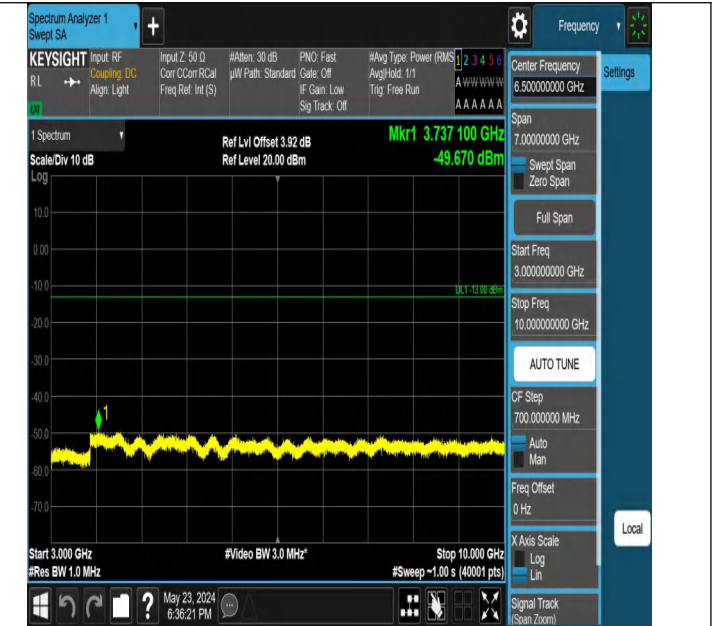 Spectrum Analyzer 1
Swept SA
Frequency
KEYSIGHT
RL
Input: RF
Coupling: DC
Align: Light
Input Z: 50 Ω
Corr CCorr RCal
Freq Ref: Int (S)
#Atten: 30 dB
µW Path: Standard
PNO: Fast
Gate: Off
IF Gain: Low
Sig Track: Off
#Avg Type: Power (RMS
Avg|Hold: 1/1
Trig: Free Run
1 2 3 4 5 6
A W W W W W
A A A A A A
LXI
1 Spectrum
Scale/Div 10 dB
Log
Ref Lvl Offset 3.92 dB
Ref Level 20.00 dBm
Mkr1 3.737 100 GHz
-49.670 dBm
10.0
0.00
-10.0
DL1 -13.00 dBm
-20.0
-30.0
1
-50.0
-60.0
-70.0
Start 3.000 GHz
#Res BW 1.0 MHz
#Video BW 3.0 MHz*
Stop 10.000 GHz
#Sweep ~1.00 s (40001 pts)
Center Frequency
6.500000000 GHz
Settings
Span
7.00000000 GHz
Swept Span
Zero Span
Full Span
Start Freq
3.000000000 GHz
Stop Freq
10.000000000 GHz
AUTO TUNE
CF Step
700.000000 MHz
Auto
Man
Freq Offset
0 Hz
X Axis Scale
Log
Lin
Local
Signal Track
(Span Zoom)
?
May 23, 2024
6:36:21 PM